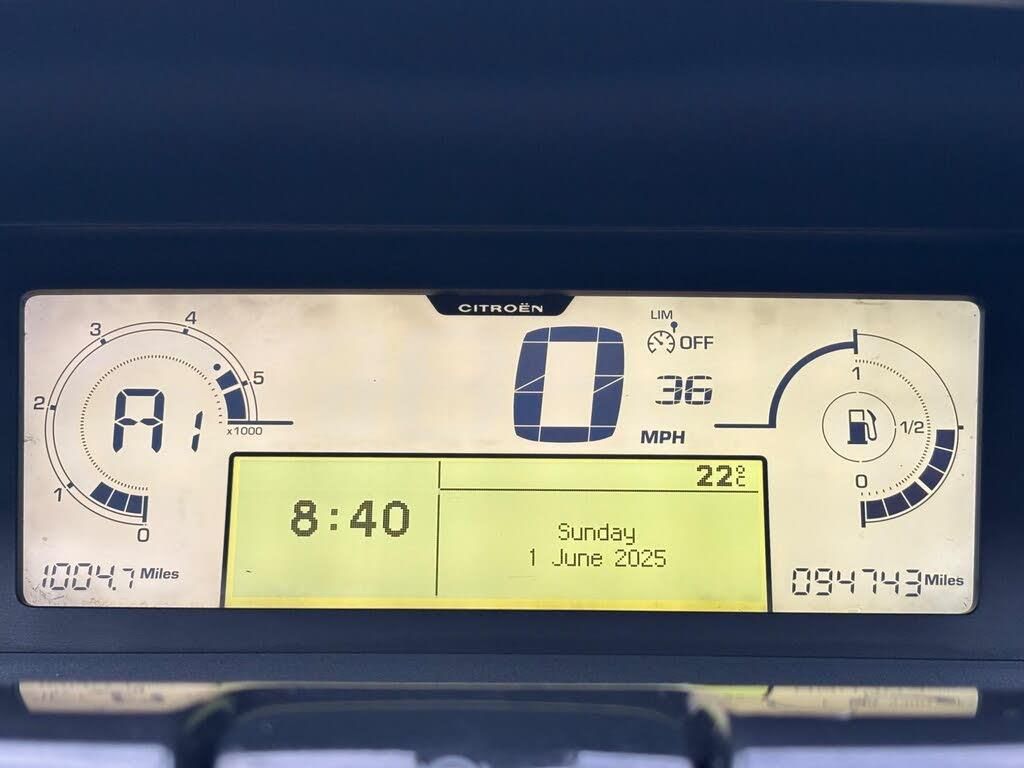 CITROËN
LIM
OFF
4
3
5
2
1
0
x1000
A1
0
36
MPH
1
1/2
0
22°C
8:40
Sunday
1 June 2025
1004.7 Miles
094743 Miles